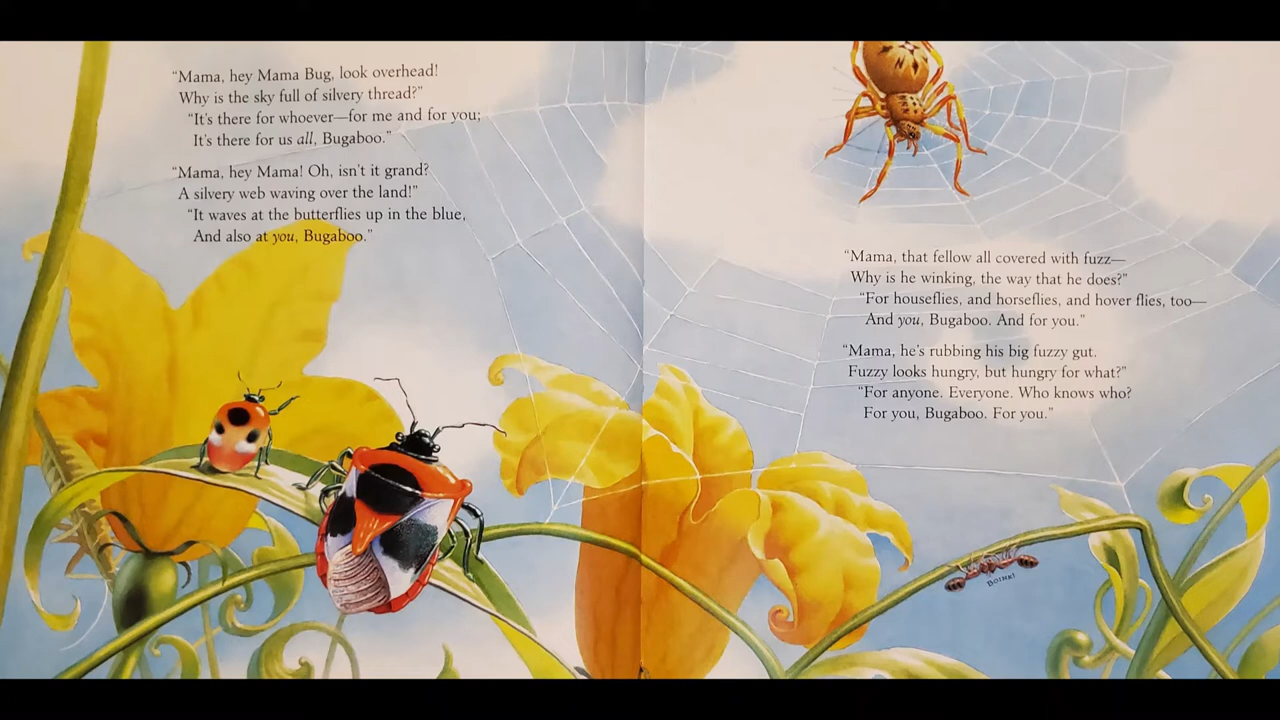 “Mama, hey Mama Bug, look overhead!
Why is the sky full of silvery thread?”
“It's there for whoever—for me and for you;
It's there for us all, Bugaboo.”
“Mama, hey Mama! Oh, isn't it grand?
A silvery web waving over the land!”
“It waves at the butterflies up in the blue,
And also at you, Bugaboo.”
“Mama, that fellow all covered with fuzz—
Why is he winking, the way that he does?”
“For houseflies, and horseflies, and hover flies, too—
And you, Bugaboo. And for you.”
“Mama, he's rubbing his big fuzzy gut.
Fuzzy looks hungry, but hungry for what?”
“For anyone. Everyone. Who knows who?
For you, Bugaboo. For you.”
BOINK!